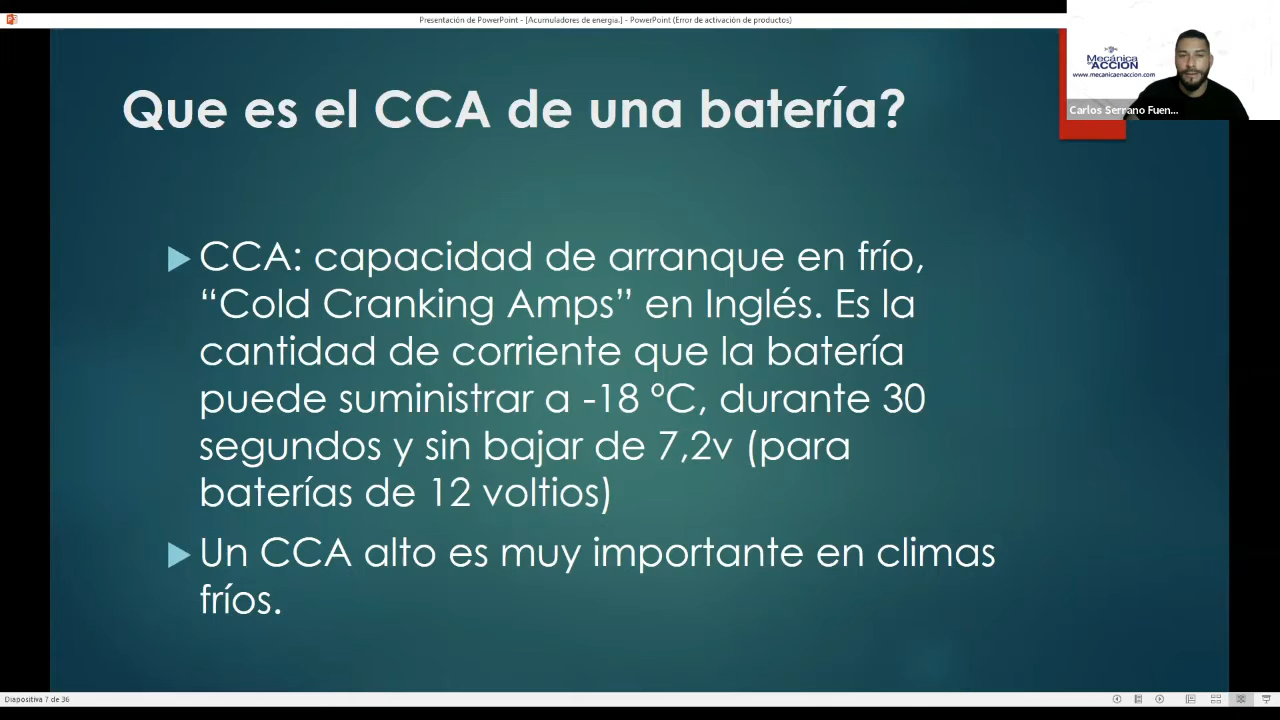 Presentación de PowerPoint - [Acumuladores de energía.] - PowerPoint (Error de activación de productos)
Mecánica
en ACCIÓN
www.mecanicaenaccion.com
Carlos Serrano Fuen...
Que es el CCA de una batería?
CCA: capacidad de arranque en frío,
“Cold Cranking Amps” en Inglés. Es la
cantidad de corriente que la batería
puede suministrar a -18 ºC, durante 30
segundos y sin bajar de 7,2v (para
baterías de 12 voltios)
Un CCA alto es muy importante en climas
fríos.
Diapositiva 7 de 36